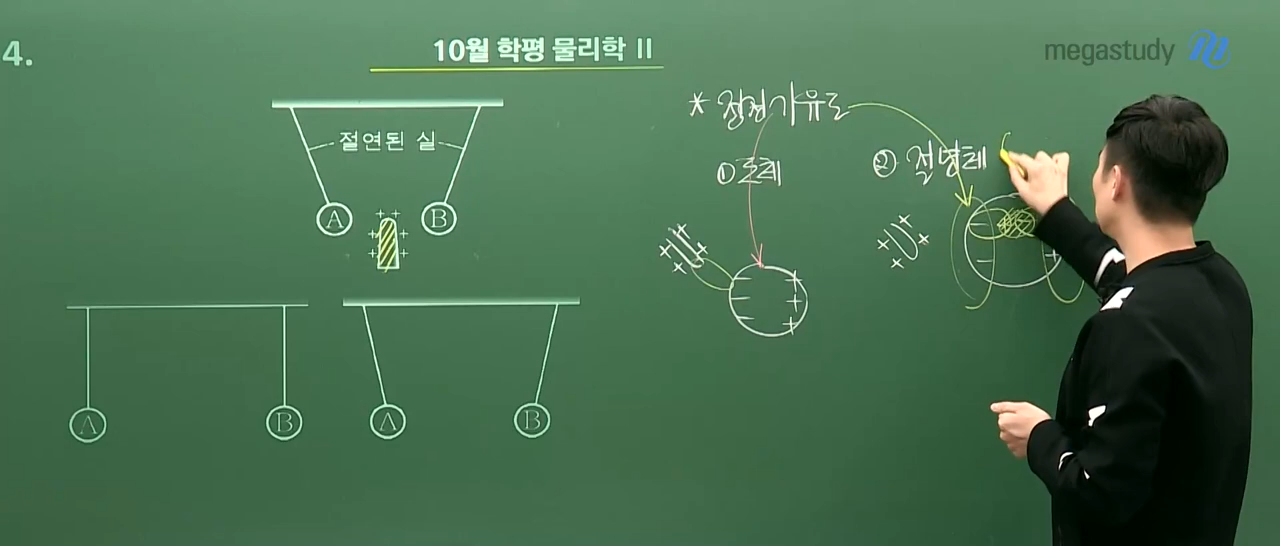 4.
10월 학평 물리학 II
megastudy
* 정전기유도
① 도체
② 절연체
절연된 실
A
B
+ +
+ +
+ +
A
B
A
B